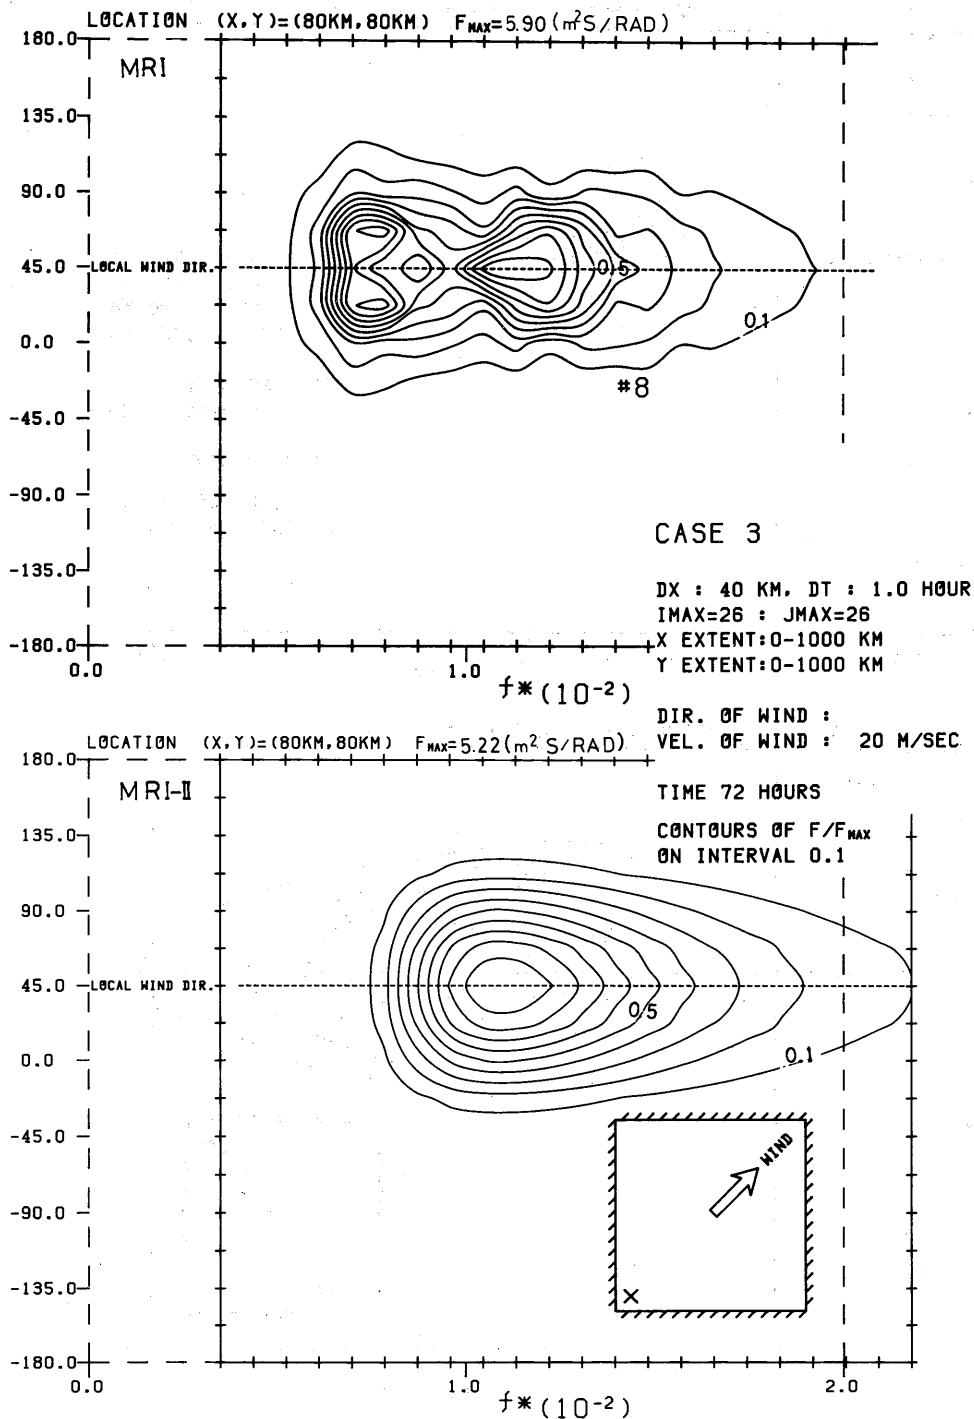 LOCATION (X,Y)=(80KM,80KM) FMAX=5.90 (m²S/RAD)
180.0
MRI
135.0
90.0
45.0
LOCAL WIND DIR.
0.5
0.1
0.0
#8
-45.0
-90.0
-135.0
-180.0
0.0
1.0
f* (10⁻²)
CASE 3
DX : 40 KM, DT : 1.0 HOUR
IMAX=26 : JMAX=26
X EXTENT:0-1000 KM
Y EXTENT:0-1000 KM
DIR. OF WIND :
VEL. OF WIND : 20 M/SEC
TIME 72 HOURS
CONTOURS OF F/FMAX
ON INTERVAL 0.1
LOCATION (X,Y)=(80KM,80KM) FMAX=5.22 (m² S/RAD)
180.0
MRI-II
135.0
90.0
45.0
LOCAL WIND DIR.
0.5
0.1
0.0
-45.0
WIND
-90.0
-135.0
-180.0
0.0
1.0
2.0
f* (10⁻²)